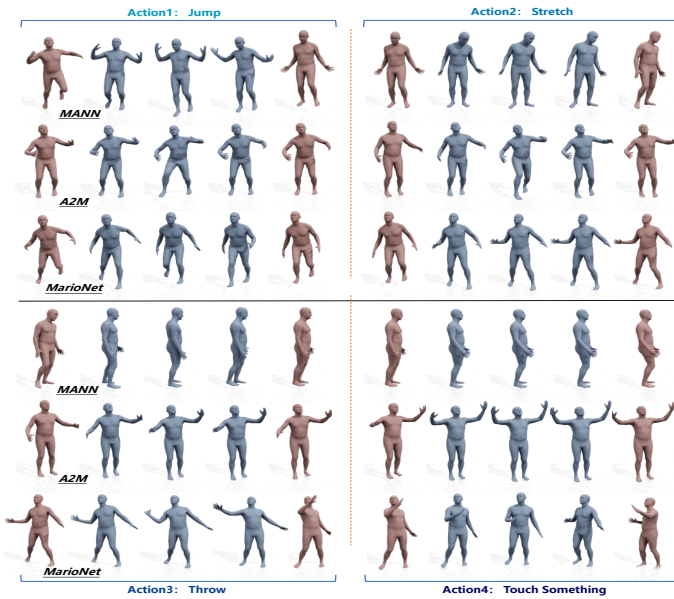 Action1: Jump
Action2: Stretch
MANN
A2M
MarioNet
MANN
A2M
MarioNet
Action3: Throw
Action4: Touch Something